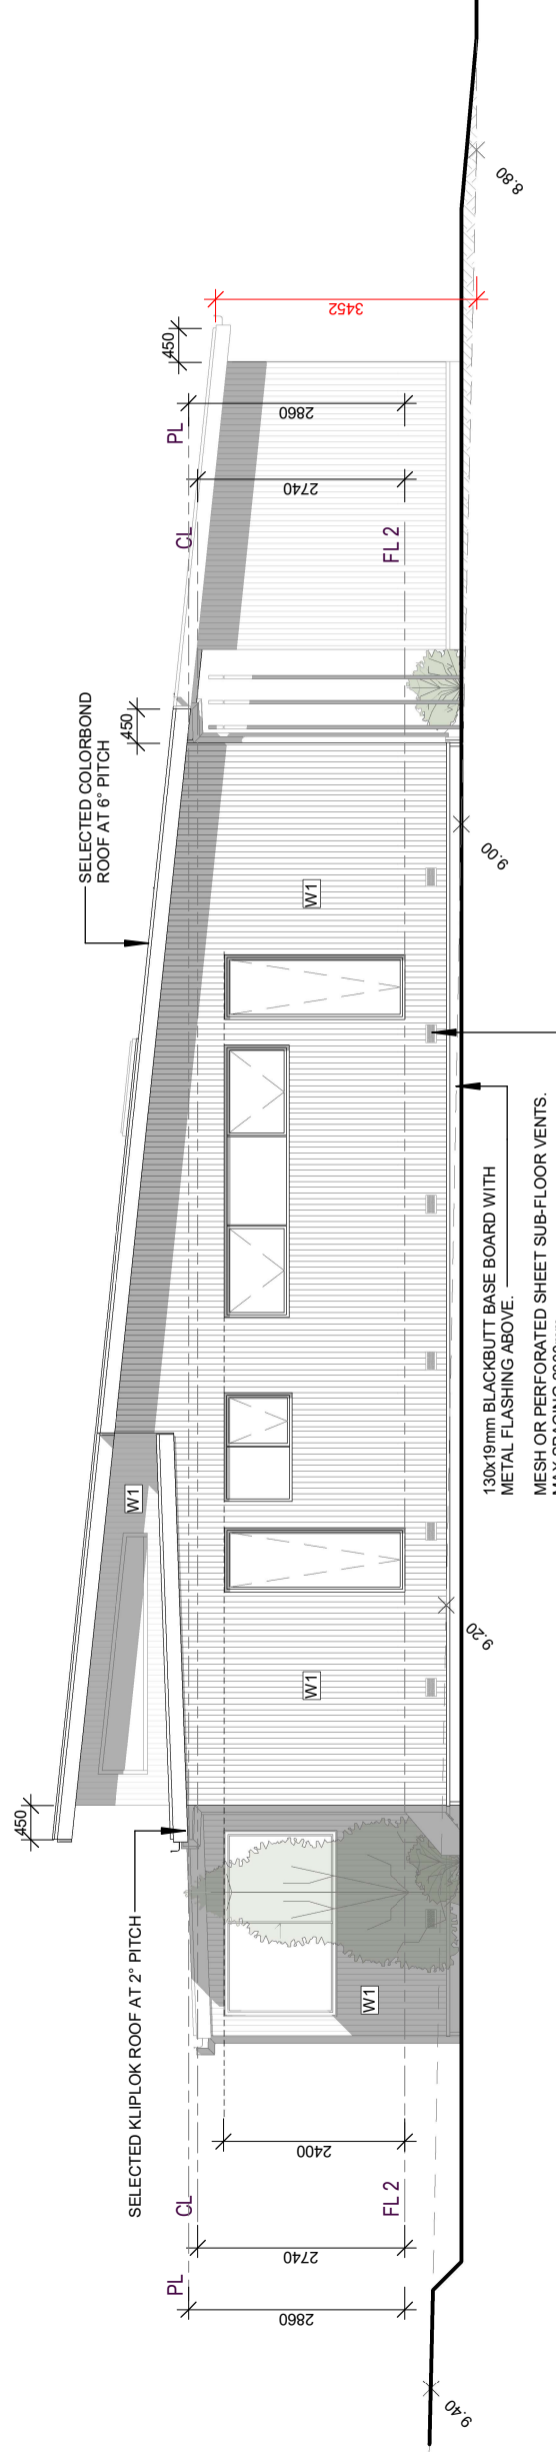 SELECTED COLORBOND
ROOF AT 6° PITCH
SELECTED KLIPLOK ROOF AT 2° PITCH
450
450
450
PL
CL
FL 2
2860
2740
2400
PL
CL
FL 2
2740
2860
3452
W1
W1
W1
W1
9.40
9.20
9.00
8.80
130x19mm BLACKBUTT BASE BOARD WITH
METAL FLASHING ABOVE.
MESH OR PERFORATED SHEET SUB-FLOOR VENTS.
MAX SPACING